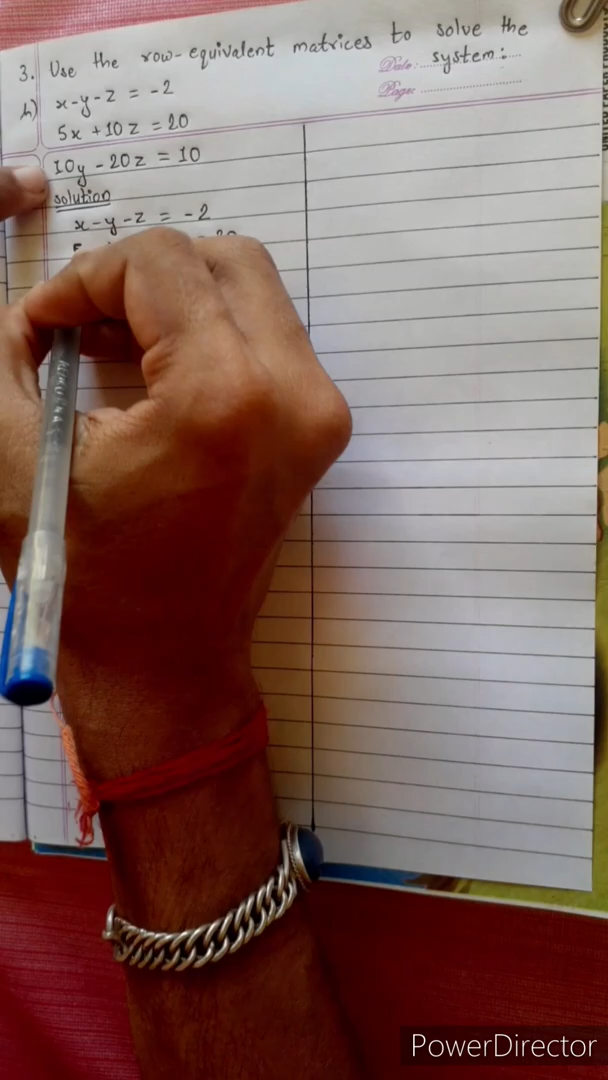 3. Use the row-equivalent matrices to solve the
system:
Date:
Page:
h) x-y-z = -2
5x +10z = 20
10y - 20z = 10
solution
x-y-z = -2
PowerDirector